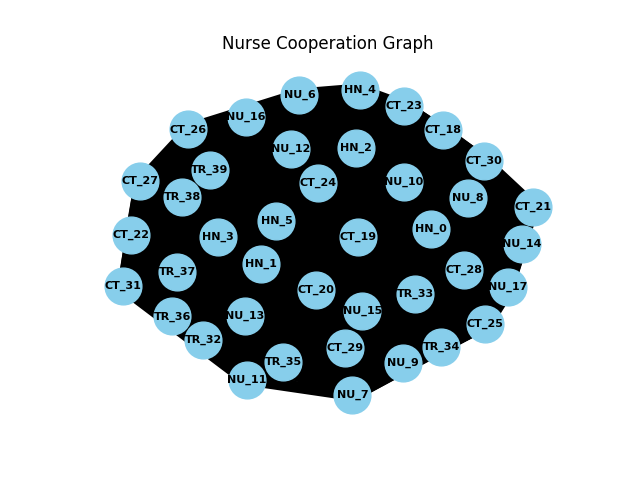 Nurse Cooperation Graph
HN_4
NU_6
CT_23
NU_16
CT_26
CT_18
NU_12
HN_2
CT_30
TR_39
CT_27
CT_24
NU_10
TR_38
NU_8
CT_21
HN_5
HN_0
CT_22
HN_3
CT_19
NU_14
HN_1
CT_28
TR_37
CT_31
NU_17
CT_20
TR_33
NU_15
TR_36
NU_13
CT_25
TR_32
TR_34
CT_29
TR_35
NU_9
NU_11
NU_7